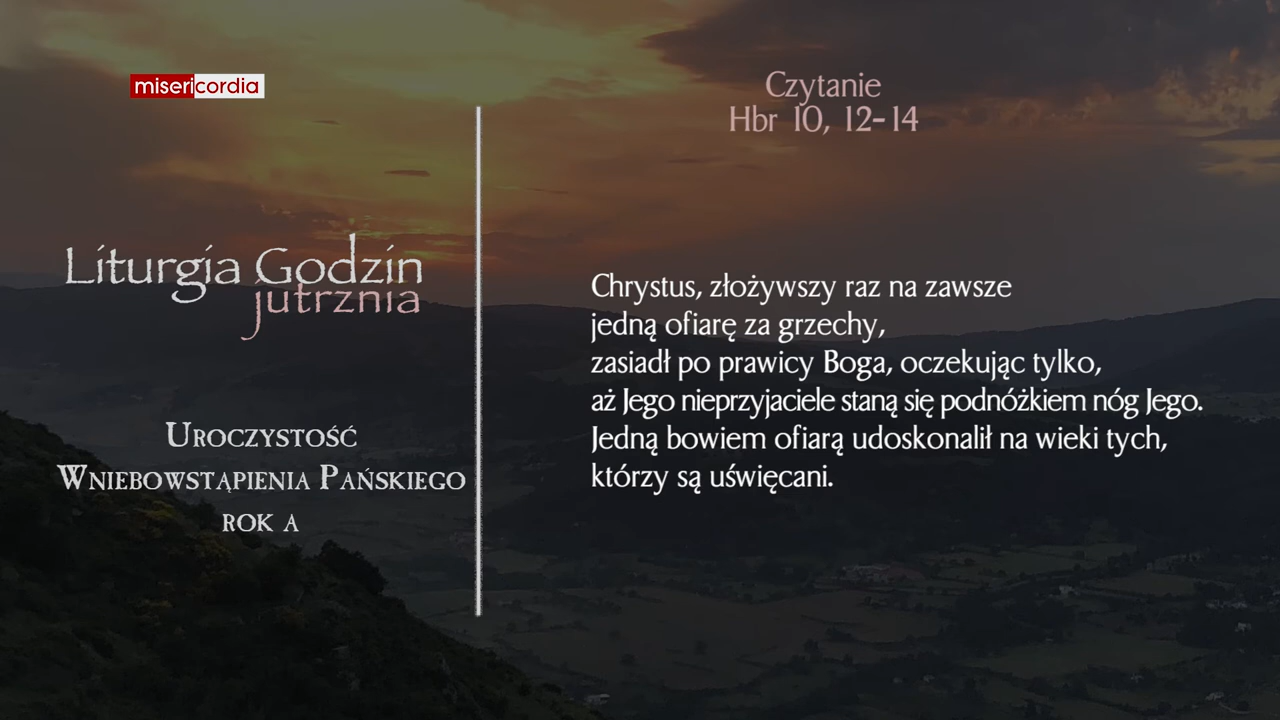 misericordia
Liturgia Godzin
jutrznia
Uroczystość
Wniebowstąpienia Pańskiego
rok a
Czytanie
Hbr 10, 12-14
Chrystus, złożywszy raz na zawsze
jedną ofiarę za grzechy,
zasiadł po prawicy Boga, oczekując tylko,
aż Jego nieprzyjaciele staną się podnóżkiem nóg Jego.
Jedną bowiem ofiarą udoskonalił na wieki tych,
którzy są uświęcani.